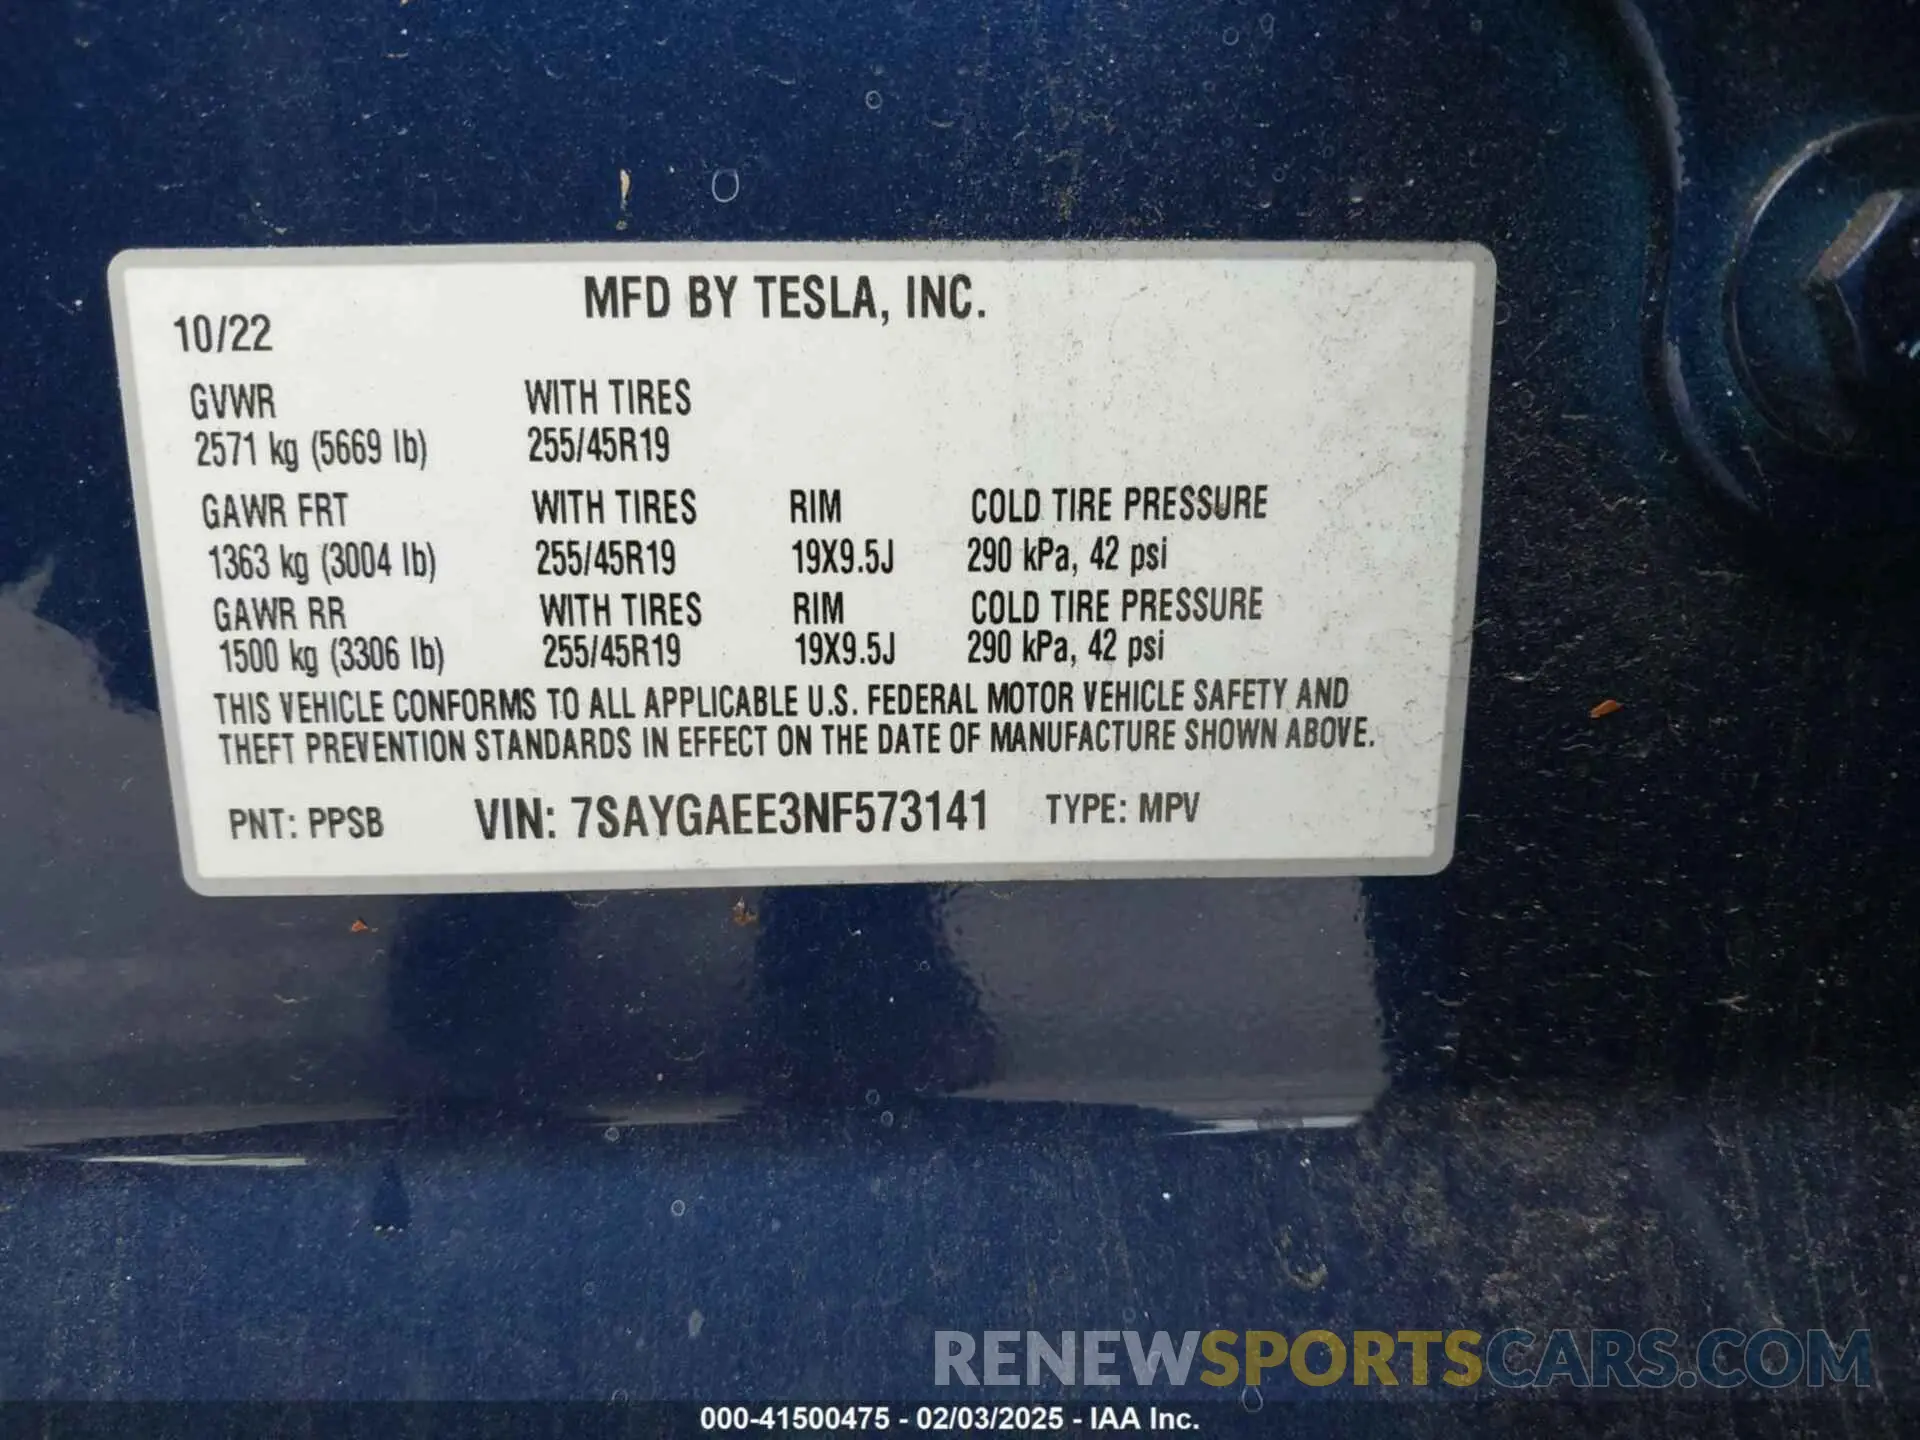 MFD BY TESLA, INC.
10/22
GVWR WITH TIRES
2571 kg (5669 lb) 255/45R19
GAWR FRT WITH TIRES RIM COLD TIRE PRESSURE
1363 kg (3004 lb) 255/45R19 19X9.5J 290 kPa, 42 psi
GAWR RR WITH TIRES RIM COLD TIRE PRESSURE
1500 kg (3306 lb) 255/45R19 19X9.5J 290 kPa, 42 psi
THIS VEHICLE CONFORMS TO ALL APPLICABLE U.S. FEDERAL MOTOR VEHICLE SAFETY AND
THEFT PREVENTION STANDARDS IN EFFECT ON THE DATE OF MANUFACTURE SHOWN ABOVE.
PNT: PPSB VIN: 7SAYGAEE3NF573141 TYPE: MPV
RENEWSPORTSCARS.COM
000-41500475 - 02/03/2025 - IAA Inc.